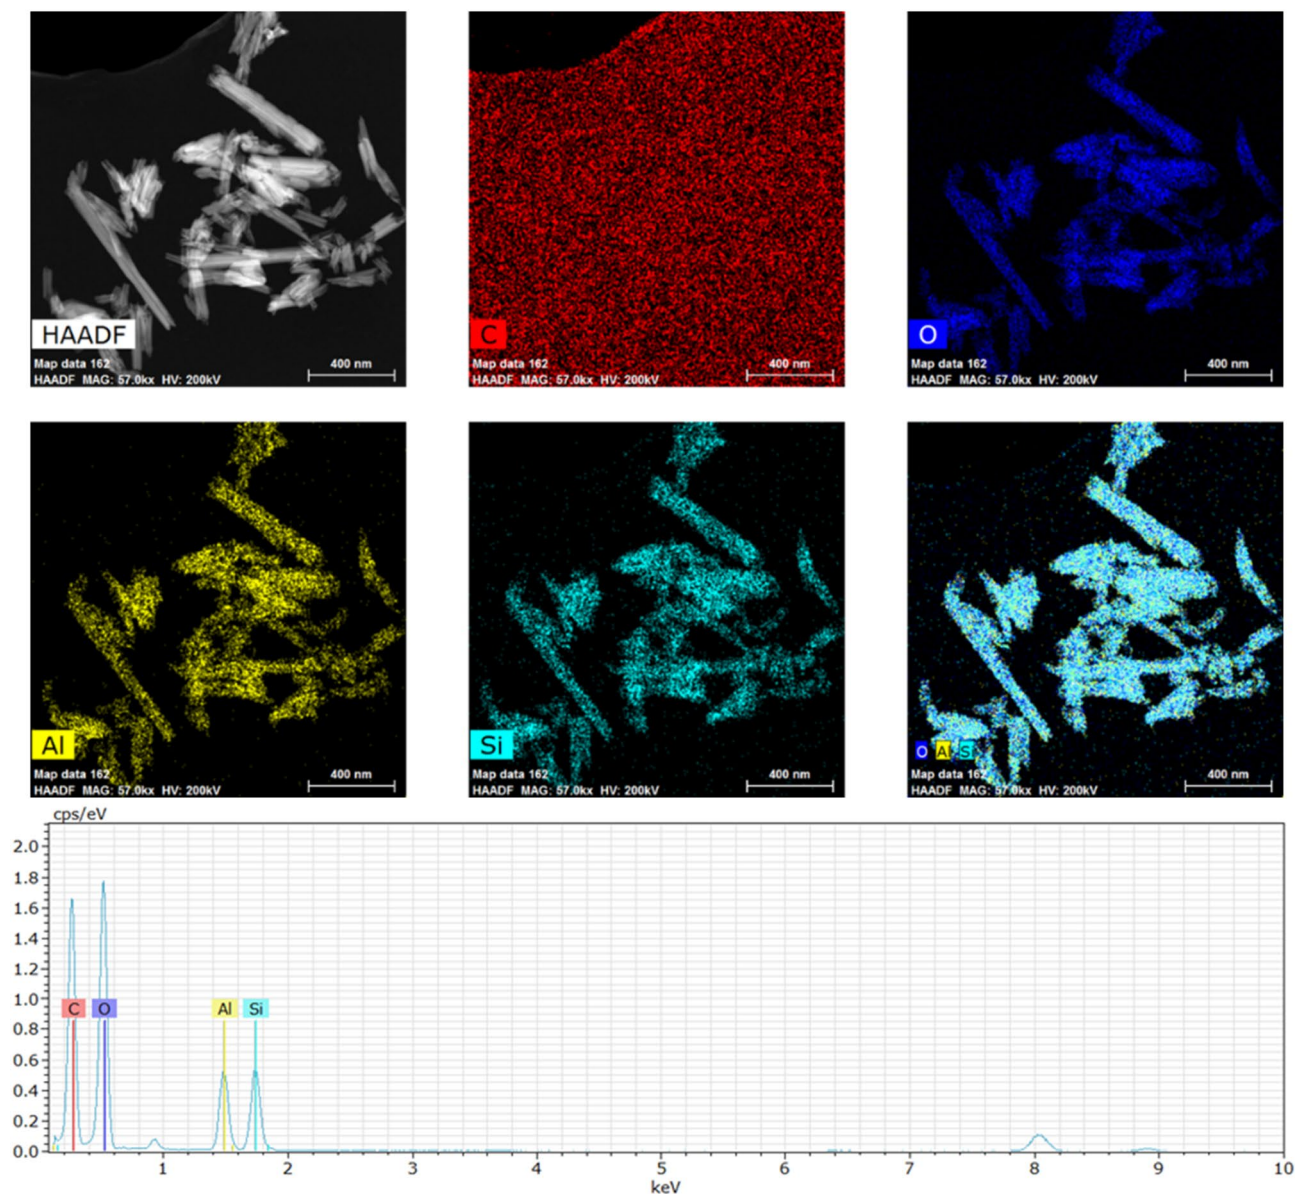 HAADF
Map data 162
HAADF MAG: 57.0kx HV: 200kV
400 nm
C
Map data 162
HAADF MAG: 57.0kx HV: 200kV
400 nm
O
Map data 162
HAADF MAG: 57.0kx HV: 200kV
400 nm
Al
Map data 162
HAADF MAG: 57.0kx HV: 200kV
400 nm
Si
Map data 162
HAADF MAG: 57.0kx HV: 200kV
400 nm
O Al Si
Map data 162
HAADF MAG: 57.0kx HV: 200kV
400 nm
cps/eV
2.0
1.8
1.6
1.4
1.2
1.0
0.8
0.6
0.4
0.2
0.0
C O Al Si
1 2 3 4 5 6 7 8 9 10
keV